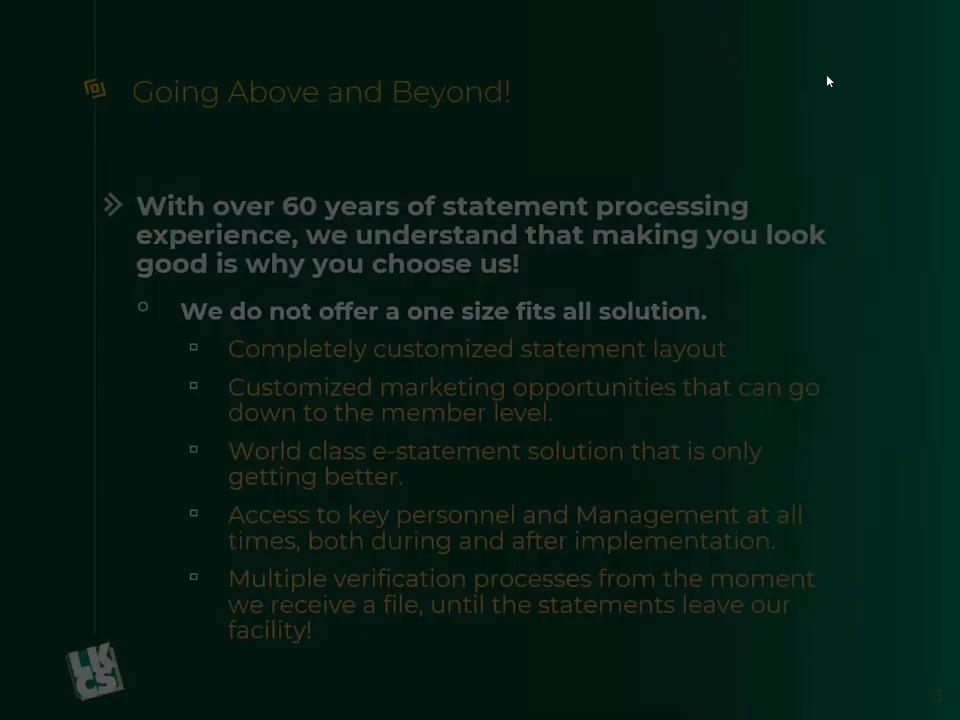 Going Above and Beyond!
With over 60 years of statement processing
experience, we understand that making you look
good is why you choose us!
We do not offer a one size fits all solution.
Completely customized statement layout
Customized marketing opportunities that can go
down to the member level.
World class e-statement solution that is only
getting better.
Access to key personnel and Management at all
times, both during and after implementation.
Multiple verification processes from the moment
we receive a file, until the statements leave our
facility!
LK
CS
3